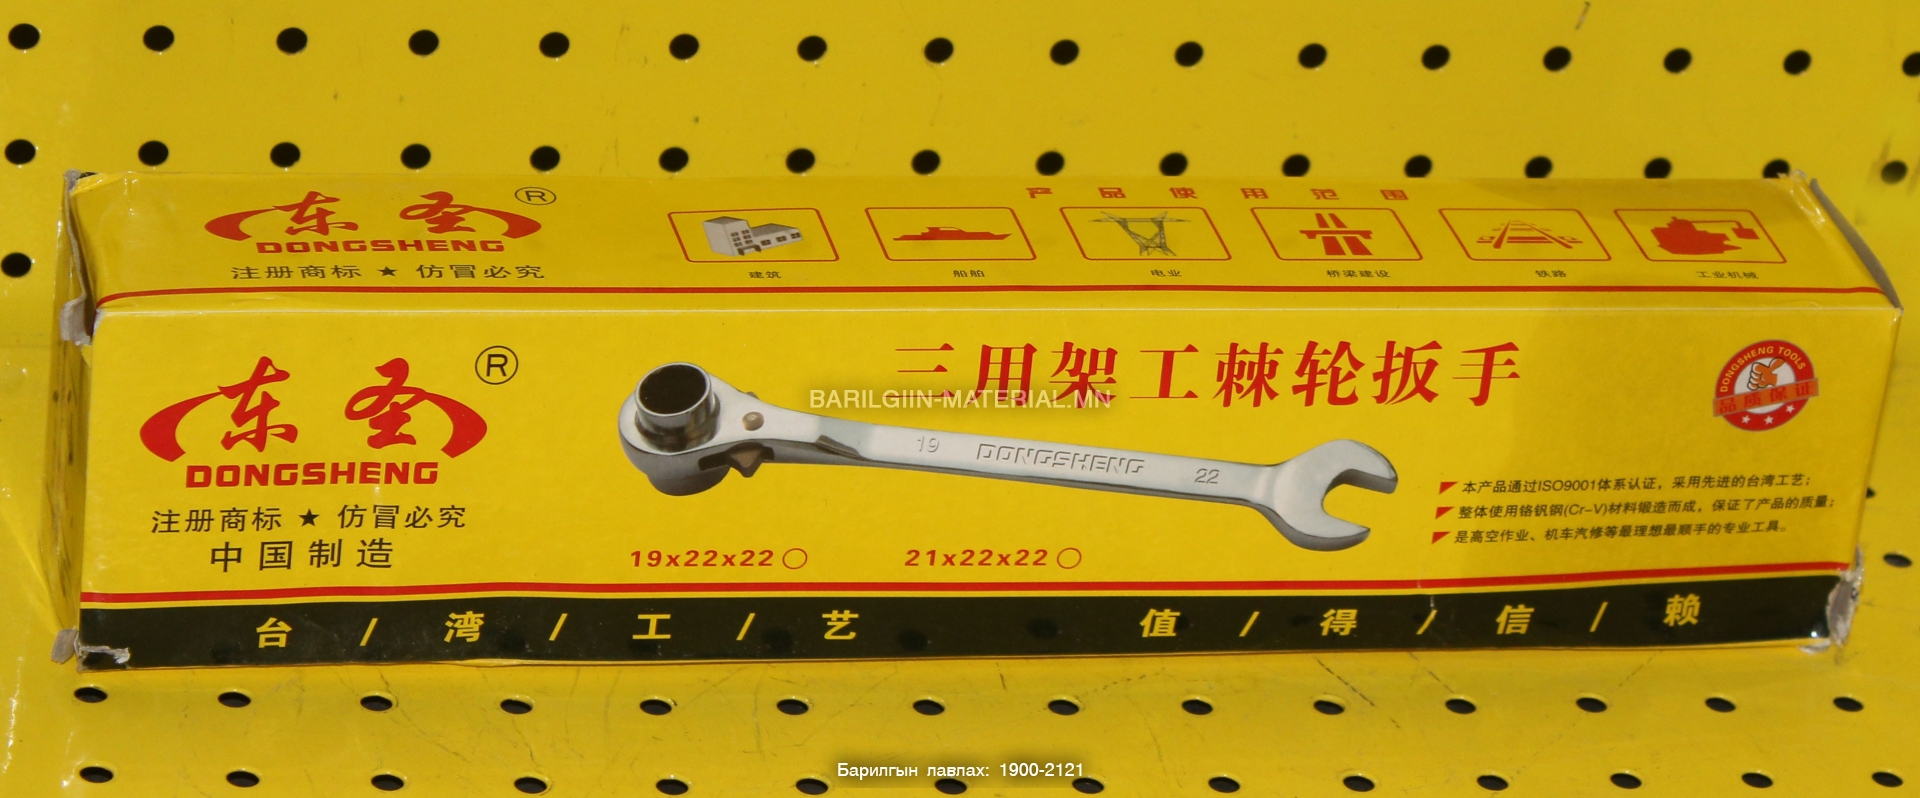 产品使用范围
东圣 ®
DONGSHENG
注册商标 ★ 仿冒必究
建筑 船舶 电业 桥梁建设 铁路 工业机械
三用架工棘轮扳手
东圣 ®
DONGSHENG
注册商标 ★ 仿冒必究
中国制造
BARILGIIN-MATERIAL.MN
19 DONGSHENG 22
19x22x22 21x22x22
DONGSHENG TOOLS
品质保证
本产品通过ISO9001体系认证，采用先进的台湾工艺；
整体使用铬钒钢(Cr-V)材料锻造而成，保证了产品的质量；
是高空作业、机车汽修等最理想最顺手的专业工具。
台/湾/工/艺 值/得/信/赖
Барилгын лавлах: 1900-2121